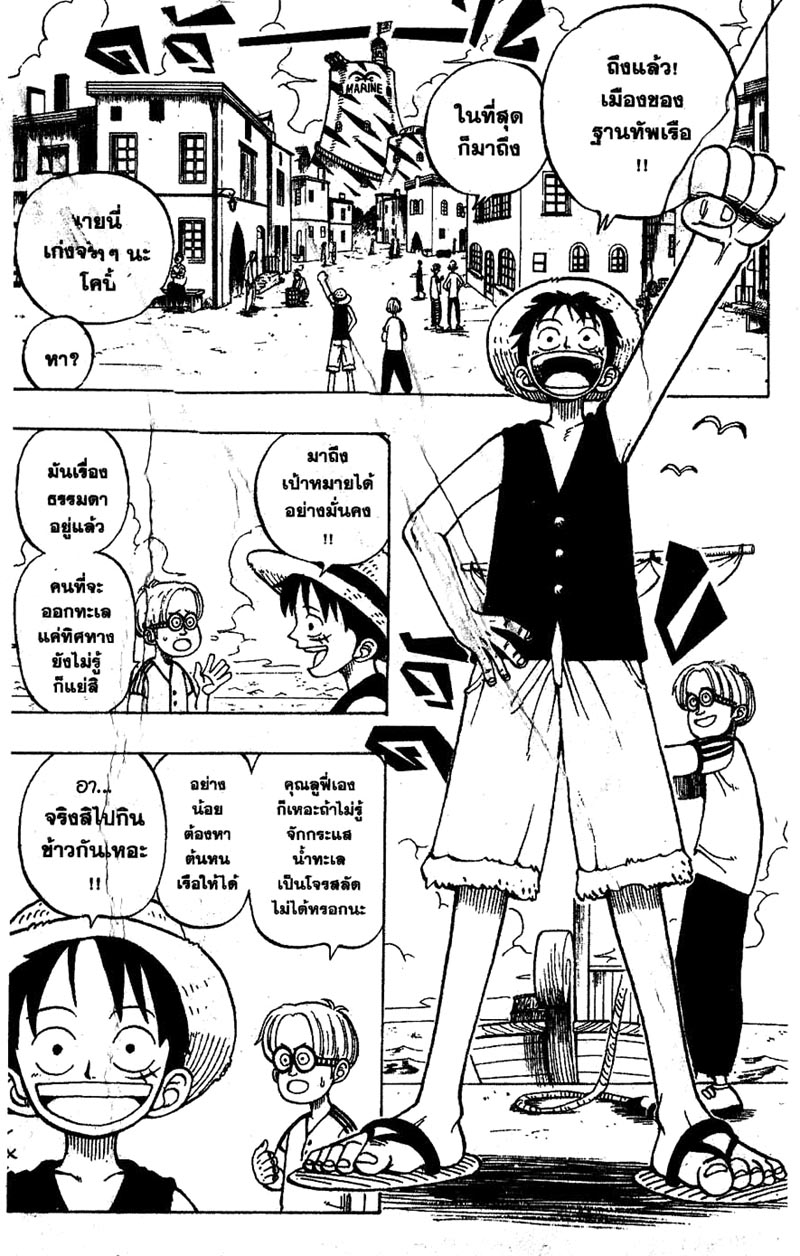 ถึงแล้ว!
เมืองของ
ฐานทัพเรือ
!!
ในที่สุด
ก็มาถึง
MARINE
นายนี่
เก่งจริง ๆ นะ
โคบี้
หา?
มาถึง
เป้าหมายได้
อย่างมั่นคง
!!
มันเรื่อง
ธรรมดา
อยู่แล้ว
คนที่จะ
ออกทะเล
แค่ทิศทาง
ยังไม่รู้
ก็แย่สิ
คุณลูฟี่เอง
ก็เหอะถ้าไม่รู้
จักกระแส
น้ำทะเล
เป็นโจรสลัด
ไม่ได้หรอกนะ
อย่าง
น้อย
ต้องหา
ต้นหน
เรือให้ได้
อา...
จริงสิไปกิน
ข้าวกันเหอะ
!!